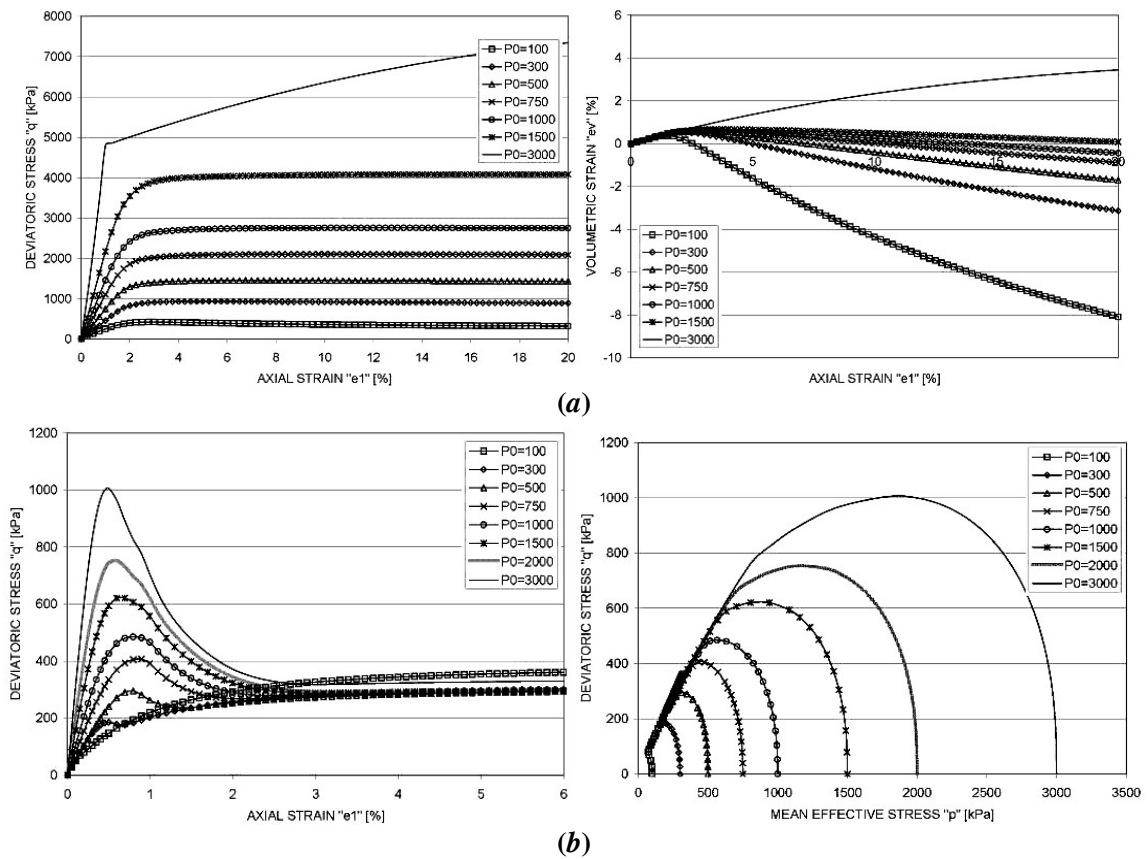 8000
7000
6000
5000
4000
3000
2000
1000
0
0 2 4 6 8 10 12 14 16 18 20
DEVIATORIC STRESS "q" [kPa]
AXIAL STRAIN "e1" [%]
P0=100
P0=300
P0=500
P0=750
P0=1000
P0=1500
P0=3000
6
4
2
0
-2
-4
-6
-8
-10
0 5 10 15 20
VOLUMETRIC STRAIN "ev" [%]
AXIAL STRAIN "e1" [%]
P0=100
P0=300
P0=500
P0=750
P0=1000
P0=1500
P0=3000
(a)
1200
1000
800
600
400
200
0
0 1 2 3 4 5 6
DEVIATORIC STRESS "q" [kPa]
AXIAL STRAIN "e1" [%]
P0=100
P0=300
P0=500
P0=750
P0=1000
P0=1500
P0=2000
P0=3000
1200
1000
800
600
400
200
0
0 500 1000 1500 2000 2500 3000 3500
DEVIATORIC STRESS "q" [kPa]
MEAN EFFECTIVE STRESS "p" [kPa]
P0=100
P0=300
P0=500
P0=750
P0=1000
P0=1500
P0=2000
P0=3000
(b)